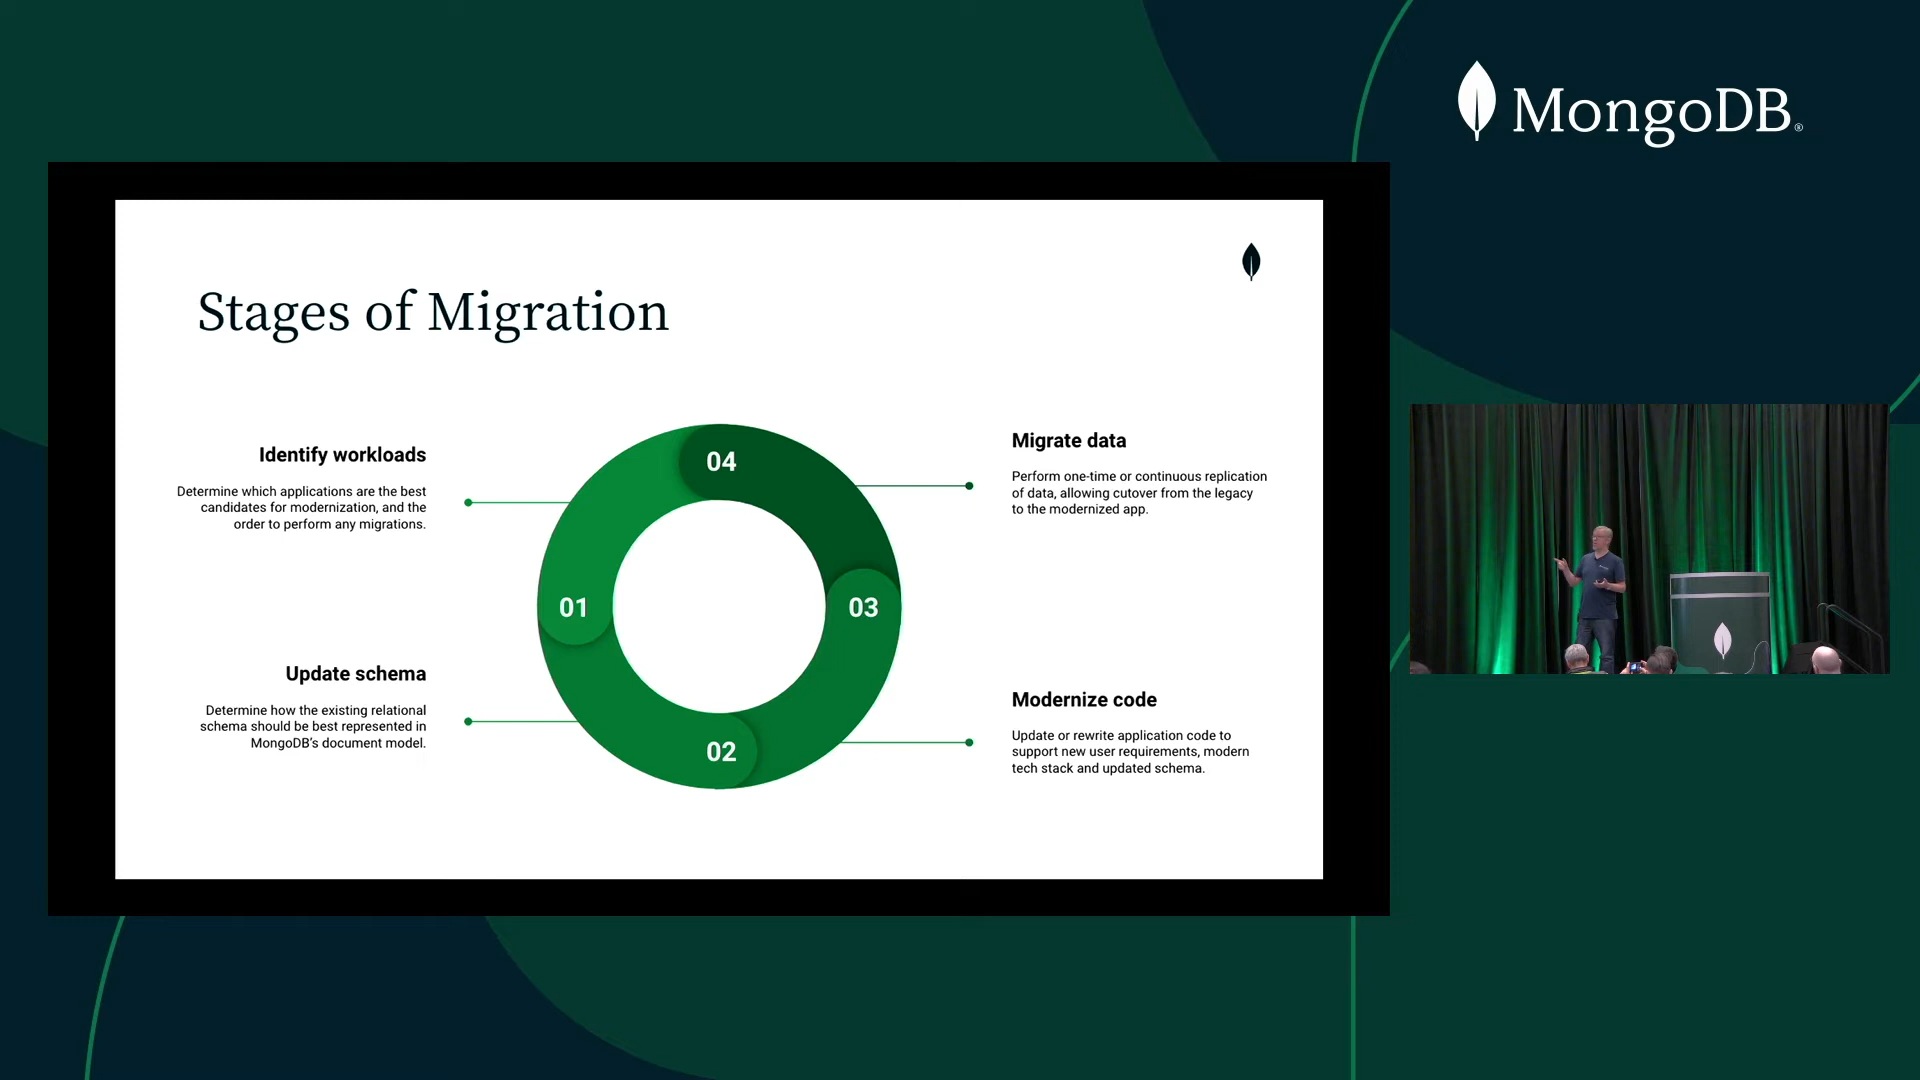 MongoDB®
Stages of Migration
Identify workloads
Determine which applications are the best
candidates for modernization, and the
order to perform any migrations.
01
Update schema
Determine how the existing relational
schema should be best represented in
MongoDB's document model.
02
Modernize code
Update or rewrite application code to
support new user requirements, modern
tech stack and updated schema.
03
Migrate data
Perform one-time or continuous replication
of data, allowing cutover from the legacy
to the modernized app.
04